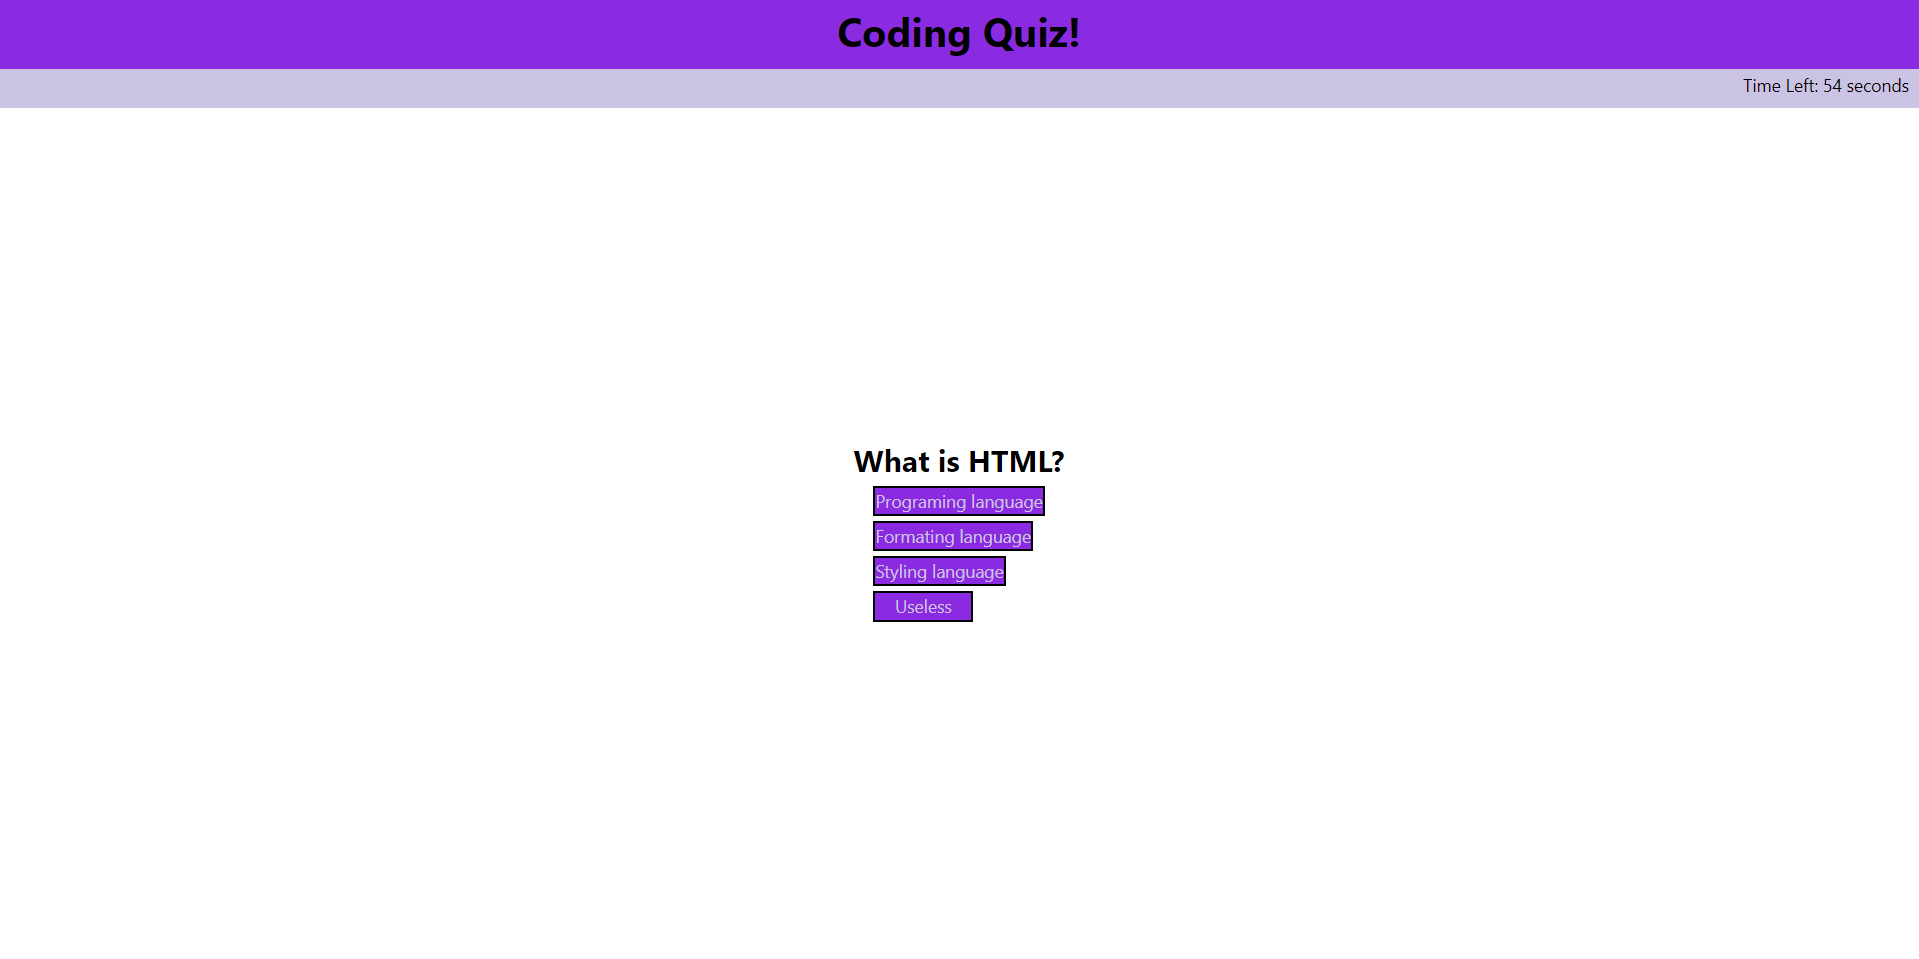 Coding Quiz!
Time Left: 54 seconds
What is HTML?
Programing language
Formating language
Styling language
Useless